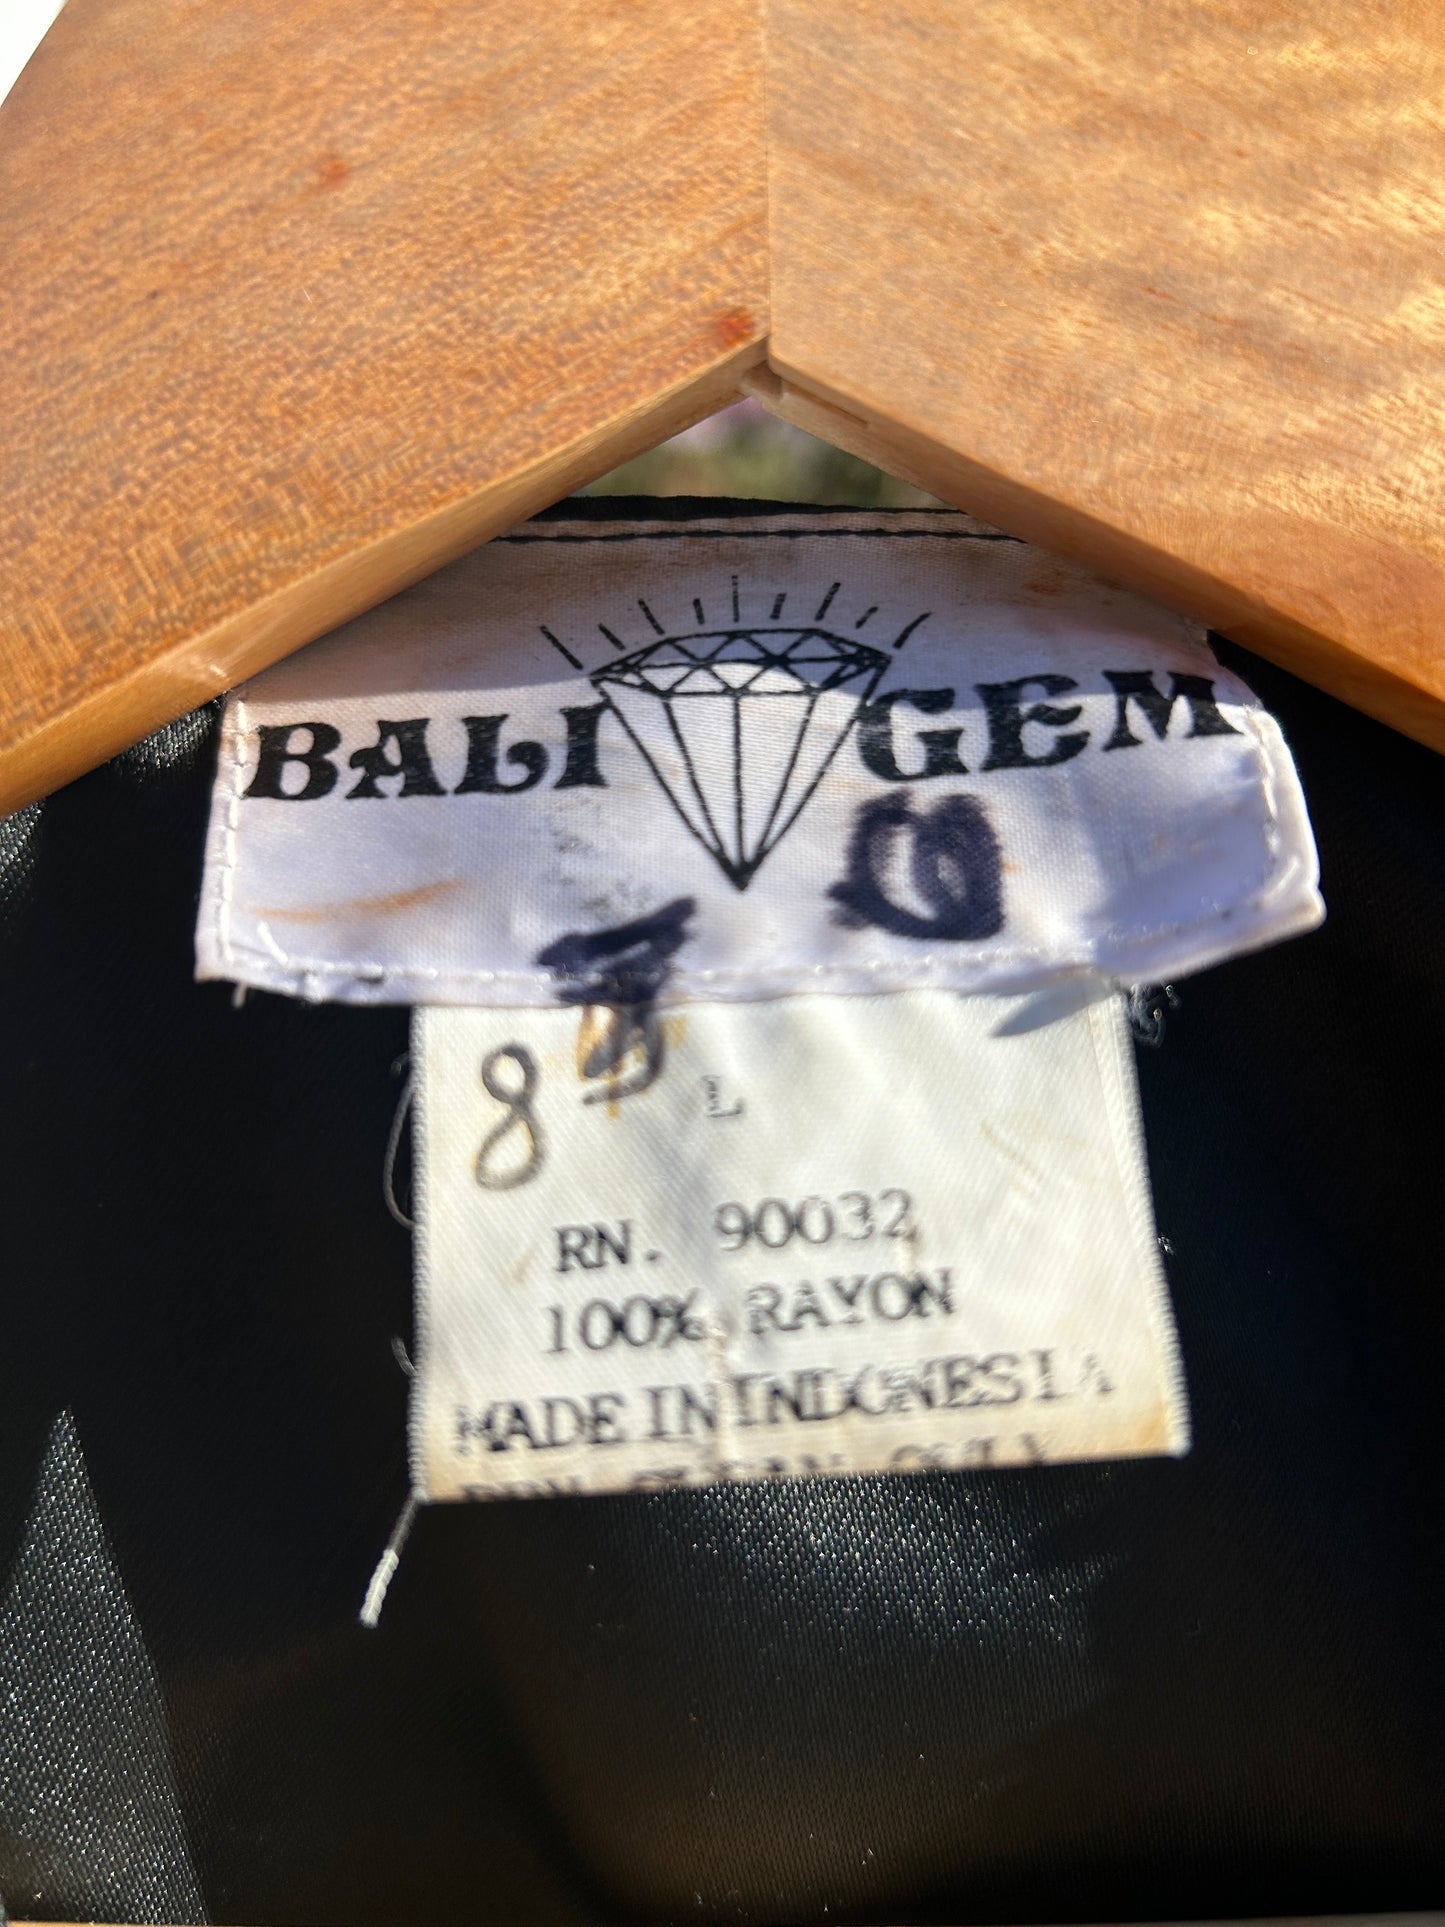 BALI GEM
8
L
RN. 90032
100% RAYON
MADE IN INDONESIA